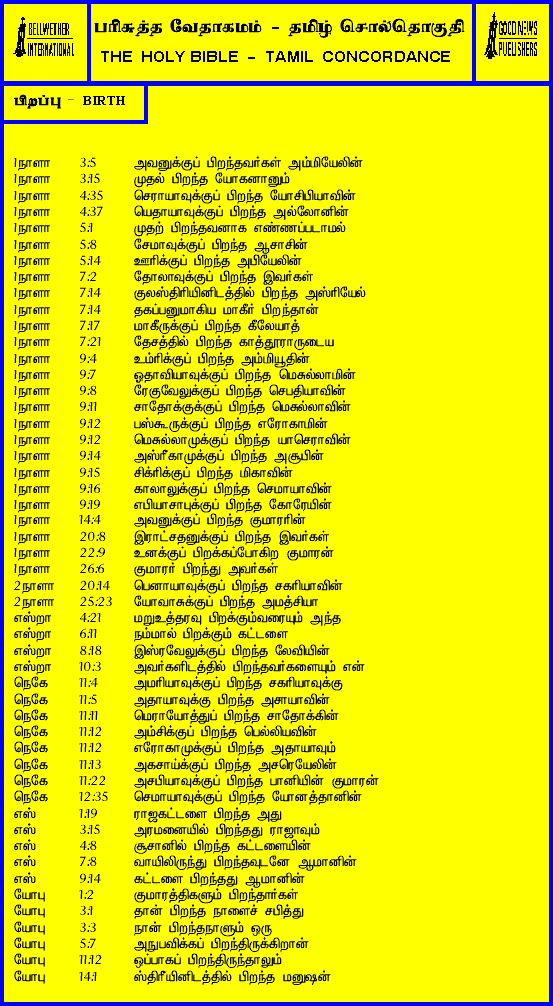 BELLWETHER
INTERNATIONAL
பரிசுத்த வேதாகமம் - தமிழ் சொல்தொகுதி
THE HOLY BIBLE - TAMIL CONCORDANCE
GOOD NEWS
PUBLISHERS
பிறப்பு - BIRTH
1நாளா 3:5 அவனுக்குப் பிறந்தவர்கள் அம்மியேலின்
1நாளா 3:15 முதல் பிறந்த யோகனானும்
1நாளா 4:35 செராயாவுக்குப் பிறந்த யோசிபியாவின்
1நாளா 4:37 யெதாயாவுக்குப் பிறந்த அல்லோனின்
1நாளா 5:1 முதற் பிறந்தவனாக எண்ணப்படாமல்
1நாளா 5:8 சேமாவுக்குப் பிறந்த ஆசாசின்
1நாளா 5:14 ஊரிக்குப் பிறந்த அபியேலின்
1நாளா 7:2 தோலாவுக்குப் பிறந்த இவர்கள்
1நாளா 7:14 குலஸ்திரியினிடத்தில் பிறந்த அஸ்ரியேல்
1நாளா 7:14 தகப்பனுமாகிய மாகீர் பிறந்தான்
1நாளா 7:17 மாகீருக்குப் பிறந்த கீலேயாத்
1நாளா 7:21 தேசத்தில் பிறந்த காத்தூராருடைய
1நாளா 9:4 உம்ரிக்குப் பிறந்த அம்மியூதின்
1நாளா 9:7 ஓதாவியாவுக்குப் பிறந்த மெசுல்லாமின்
1நாளா 9:8 ரேகுவேலுக்குப் பிறந்த செபதியாவின்
1நாளா 9:11 சாதோக்குக்குப் பிறந்த மெசுல்லாவின்
1நாளா 9:12 பஸ்கூருக்குப் பிறந்த எரோகாமின்
1நாளா 9:12 மெசுல்லாமுக்குப் பிறந்த யாசெராவின்
1நாளா 9:14 அஸ்ரீகாமுக்குப் பிறந்த அசூபின்
1நாளா 9:15 சிக்ரிக்குப் பிறந்த மிகாவின்
1நாளா 9:16 காலாலுக்குப் பிறந்த செமாயாவின்
1நாளா 9:19 எபியாசாபுக்குப் பிறந்த கோரேயின்
1நாளா 14:4 அவனுக்குப் பிறந்த குமாரரின்
1நாளா 20:8 இராட்சதனுக்குப் பிறந்த இவர்கள்
1நாளா 22:9 உனக்குப் பிறக்கப்போகிற குமாரன்
1நாளா 26:6 குமாரர் பிறந்து அவர்கள்
2நாளா 20:14 பெனாயாவுக்குப் பிறந்த சகரியாவின்
2நாளா 25:23 யோவாசுக்குப் பிறந்த அமத்சியா
எஸ்றா 4:21 மறுஉத்தரவு பிறக்கும்வரையும் அந்த
எஸ்றா 6:11 நம்மால் பிறக்கும் கட்டளை
எஸ்றா 8:18 இஸ்ரவேலுக்குப் பிறந்த லேவியின்
எஸ்றா 10:3 அவர்களிடத்தில் பிறந்தவர்களையும் என்
நெகே 11:4 அமரியாவுக்குப் பிறந்த சகரியாவுக்கு
நெகே 11:5 அதாயாவுக்கு பிறந்த அசாயாவின்
நெகே 11:11 மெராயோத்துப் பிறந்த சாதோக்கின்
நெகே 11:12 அம்சிக்குப் பிறந்த பெல்லியவின்
நெகே 11:12 எரோகாமுக்குப் பிறந்த அதாயாவும்
நெகே 11:13 அகசாய்க்குப் பிறந்த அசரெயேலின்
நெகே 11:22 அசபியாவுக்குப் பிறந்த பானியின் குமாரன்
நெகே 12:35 செமாயாவுக்குப் பிறந்த யோனத்தானின்
எஸ் 1:19 ராஜகட்டளை பிறந்த அது
எஸ் 3:15 அரமனையில் பிறந்தது ராஜாவும்
எஸ் 4:8 சூசானில் பிறந்த கட்டளையின்
எஸ் 7:8 வாயிலிருந்து பிறந்தவுடனே ஆமானின்
எஸ் 9:14 கட்டளை பிறந்தது ஆமானின்
யோபு 1:2 குமாரத்திகளும் பிறந்தார்கள்
யோபு 3:1 தான் பிறந்த நாளைச் சபித்து
யோபு 3:3 நான் பிறந்தநாளும் ஒரு
யோபு 5:7 அநுபவிக்கப் பிறந்திருக்கிறான்
யோபு 11:12 ஒப்பாகப் பிறந்திருந்தாலும்
யோபு 14:1 ஸ்திரீயினிடத்தில் பிறந்த மனுஷன்